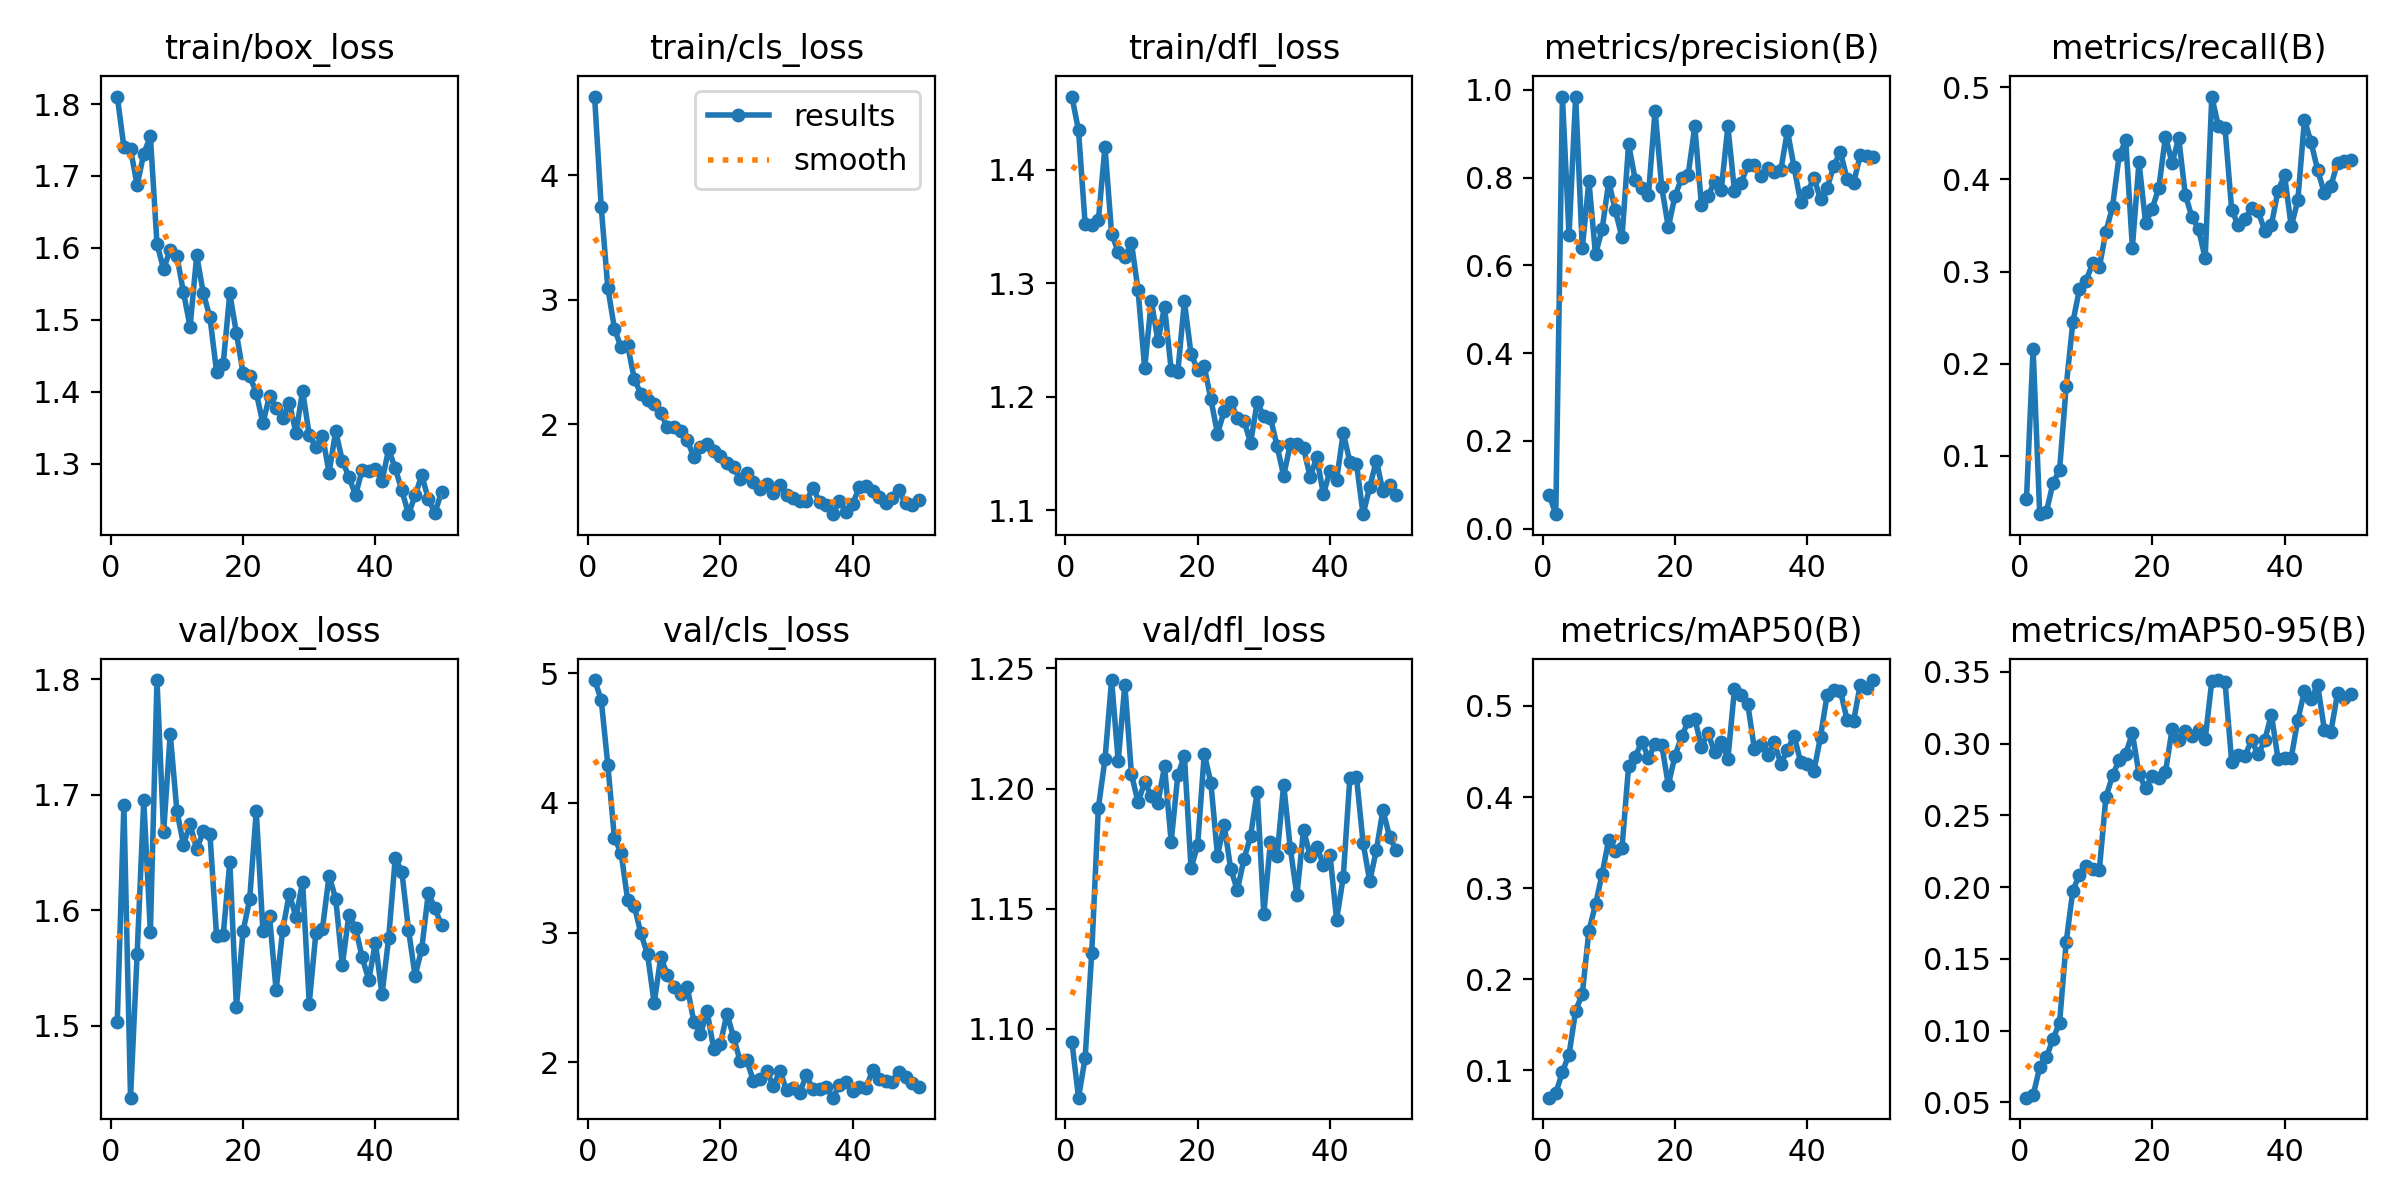 train/box_loss
1.8
1.7
1.6
1.5
1.4
1.3
0 20 40
train/cls_loss
results
smooth
4
3
2
0 20 40
train/dfl_loss
1.4
1.3
1.2
1.1
0 20 40
metrics/precision(B)
1.0
0.8
0.6
0.4
0.2
0.0
0 20 40
metrics/recall(B)
0.5
0.4
0.3
0.2
0.1
0 20 40
val/box_loss
1.8
1.7
1.6
1.5
0 20 40
val/cls_loss
5
4
3
2
0 20 40
val/dfl_loss
1.25
1.20
1.15
1.10
0 20 40
metrics/mAP50(B)
0.5
0.4
0.3
0.2
0.1
0 20 40
metrics/mAP50-95(B)
0.35
0.30
0.25
0.20
0.15
0.10
0.05
0 20 40